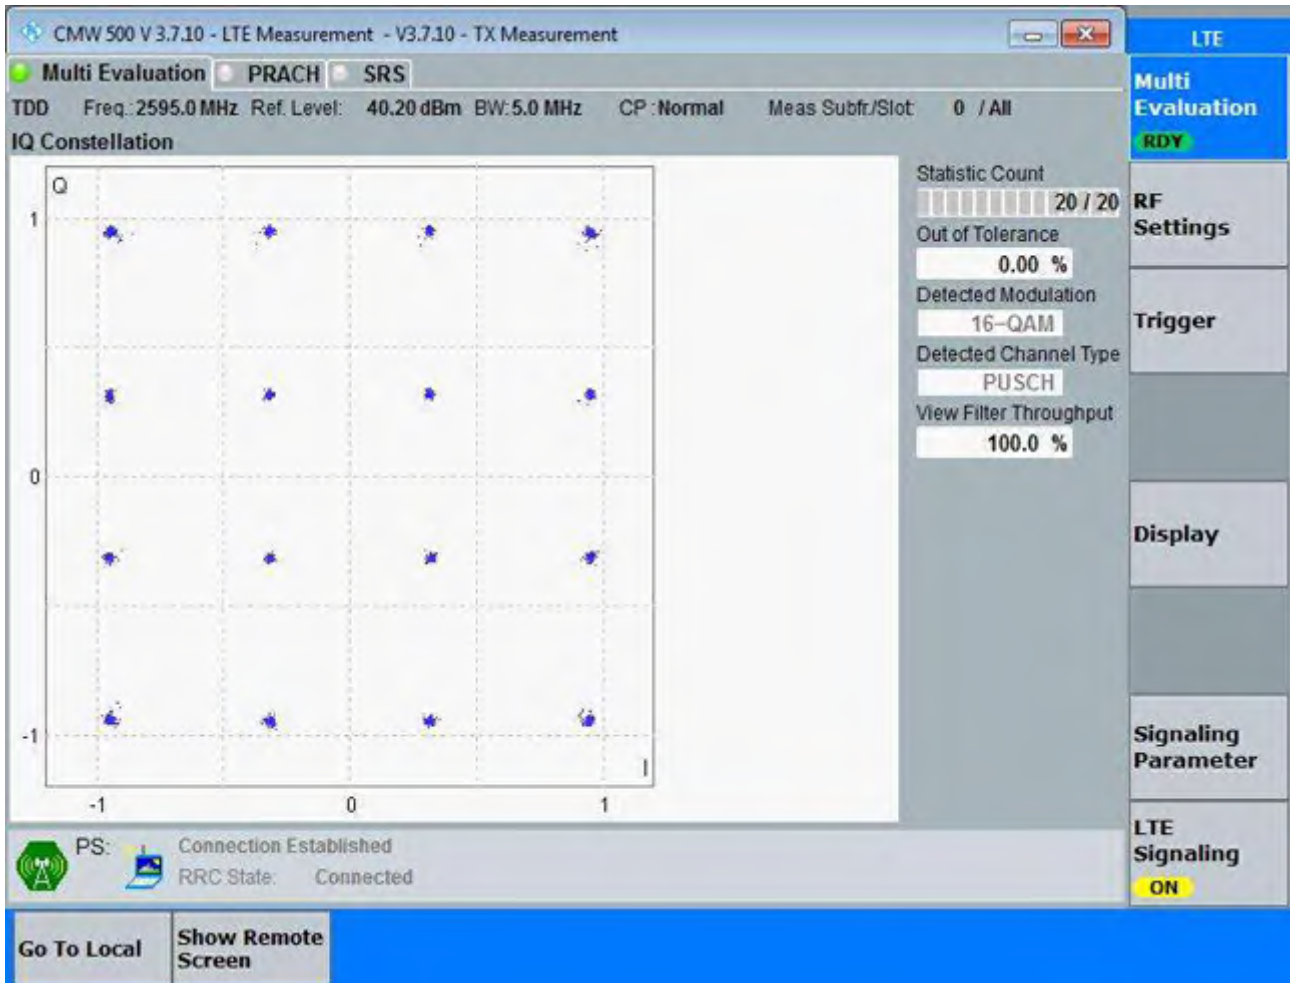 CMW 500 V 3.7.10 - LTE Measurement - V3.7.10 - TX Measurement
LTE
Multi Evaluation PRACH SRS
TDD Freq.: 2595.0 MHz Ref. Level: 40.20 dBm BW: 5.0 MHz CP : Normal Meas Subfr./Slot: 0 / All
IQ Constellation
Q
1
0
-1
-1 0 1
I
Statistic Count
20 / 20
Out of Tolerance
0.00 %
Detected Modulation
16-QAM
Detected Channel Type
PUSCH
View Filter Throughput
100.0 %
Multi
Evaluation
RDY
RF
Settings
Trigger
Display
Signaling
Parameter
LTE
Signaling
ON
PS: Connection Established
RRC State: Connected
Go To Local
Show Remote
Screen